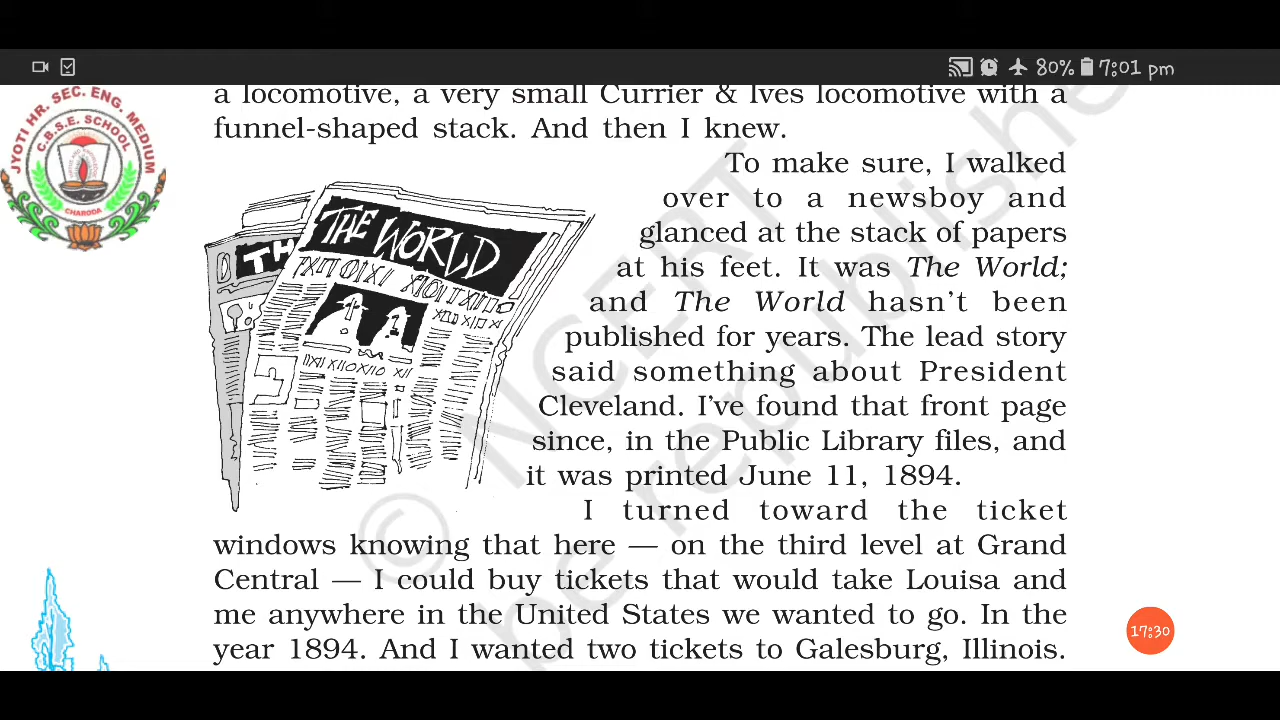 80% 7:01 pm
JYOTI HR. SEC. ENG. MEDIUM
C.B.S.E. SCHOOL
CHARODA
a locomotive, a very small Currier & Ives locomotive with a
funnel-shaped stack. And then I knew.
To make sure, I walked
over to a newsboy and
glanced at the stack of papers
at his feet. It was The World;
and The World hasn't been
published for years. The lead story
said something about President
Cleveland. I've found that front page
since, in the Public Library files, and
it was printed June 11, 1894.
THE WORLD
TH
I turned toward the ticket
windows knowing that here — on the third level at Grand
Central — I could buy tickets that would take Louisa and
me anywhere in the United States we wanted to go. In the
year 1894. And I wanted two tickets to Galesburg, Illinois.
© NCERT
be republished
17:30